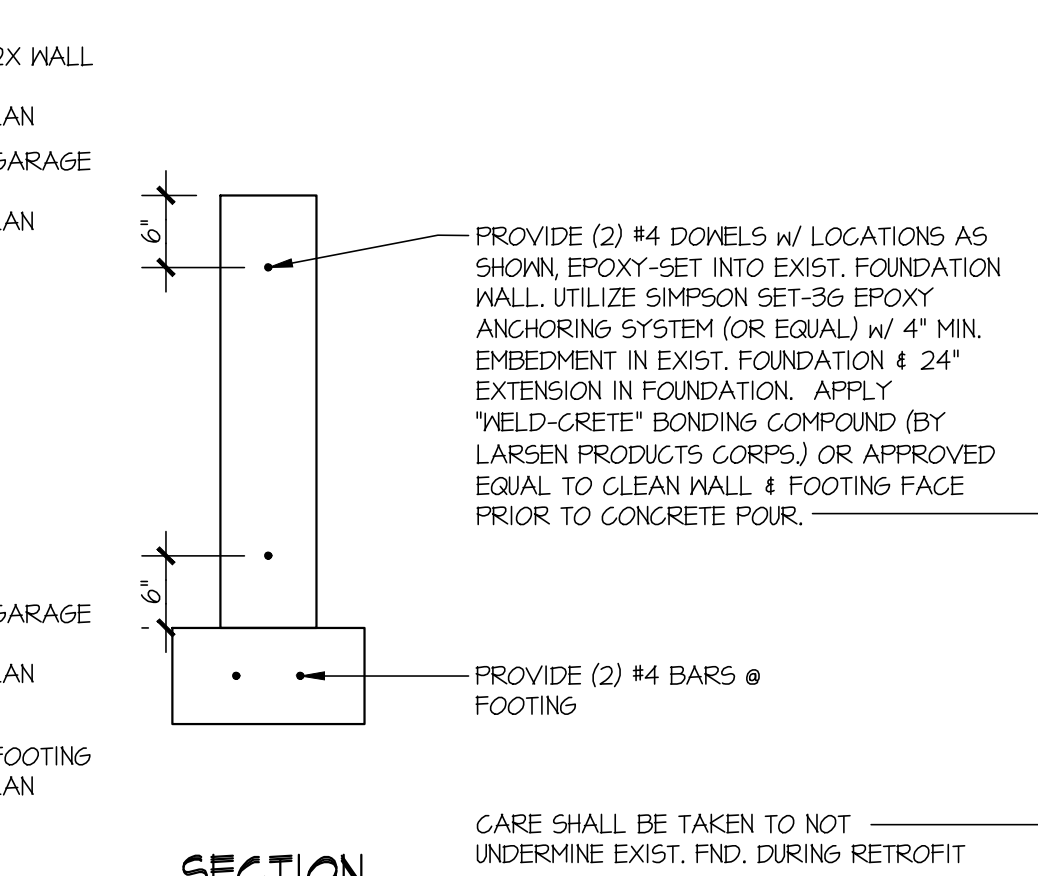 2X WALL
GARAGE
6"
PROVIDE (2) #4 DOWELS w/ LOCATIONS AS
SHOWN, EPOXY-SET INTO EXIST. FOUNDATION
WALL. UTILIZE SIMPSON SET-3G EPOXY
ANCHORING SYSTEM (OR EQUAL) w/ 4" MIN.
EMBEDMENT IN EXIST. FOUNDATION & 24"
EXTENSION IN FOUNDATION. APPLY
"WELD-CRETE" BONDING COMPOUND (BY
LARSEN PRODUCTS CORPS.) OR APPROVED
EQUAL TO CLEAN WALL & FOOTING FACE
PRIOR TO CONCRETE POUR.
6"
GARAGE
PROVIDE (2) #4 BARS @
FOOTING
FOOTING
CARE SHALL BE TAKEN TO NOT
UNDERMINE EXIST. FND. DURING RETROFIT
SECTION